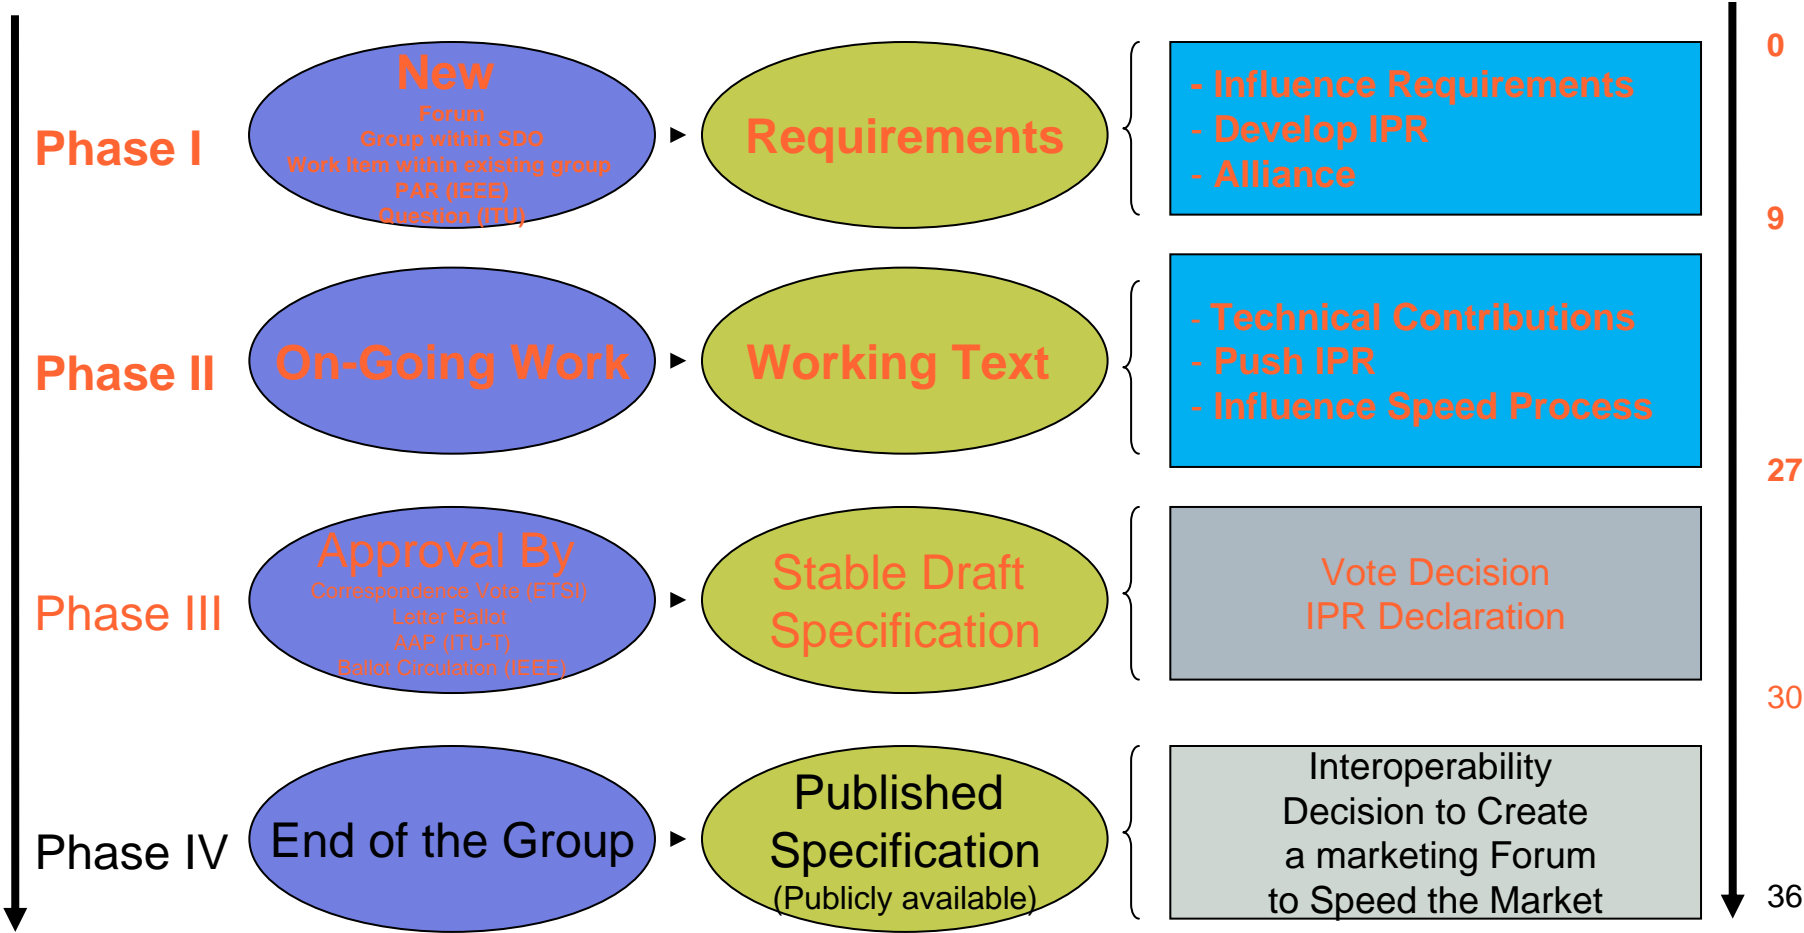 Phase I
New
Forum
Group within SDO
Work Item within existing group
PAR (IEEE)
Question (ITU)
Requirements
- Influence Requirements
- Develop IPR
- Alliance
0
9
Phase II
On-Going Work
Working Text
- Technical Contributions
- Push IPR
- Influence Speed Process
27
Phase III
Approval By
Correspondence Vote (ETSI)
Letter Ballot
AAP (ITU-T)
Ballot Circulation (IEEE)
Stable Draft
Specification
Vote Decision
IPR Declaration
30
Phase IV
End of the Group
Published
Specification
(Publicly available)
Interoperability
Decision to Create
a marketing Forum
to Speed the Market
36